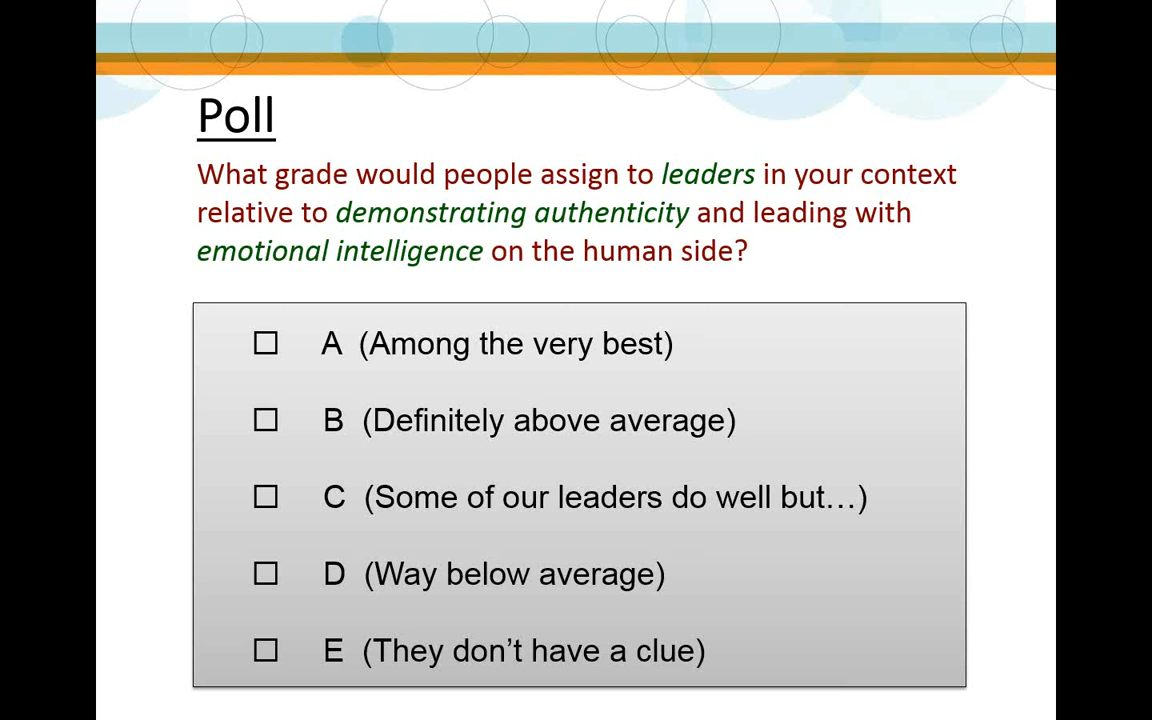 Poll
What grade would people assign to leaders in your context
relative to demonstrating authenticity and leading with
emotional intelligence on the human side?
☐ A (Among the very best)
☐ B (Definitely above average)
☐ C (Some of our leaders do well but…)
☐ D (Way below average)
☐ E (They don’t have a clue)